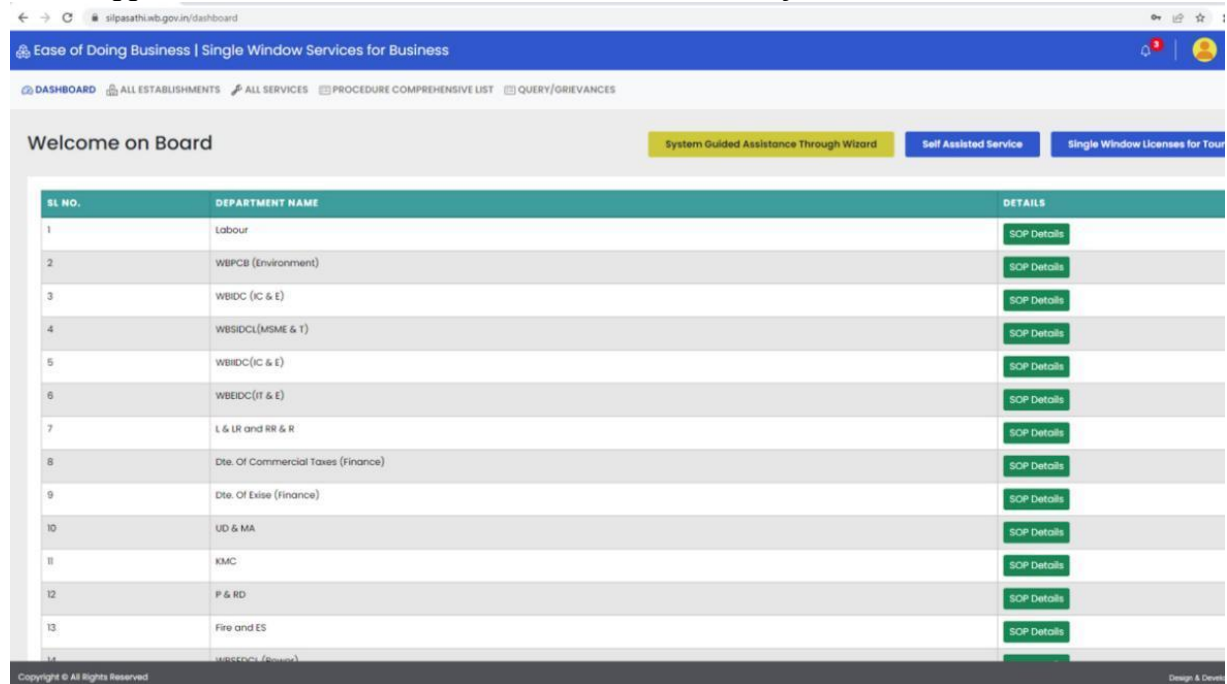 silpasathi.wb.gov.in/dashboard
Ease of Doing Business | Single Window Services for Business
3
DASHBOARD ALL ESTABLISHMENTS ALL SERVICES PROCEDURE COMPREHENSIVE LIST QUERY/GRIEVANCES
Welcome on Board
System Guided Assistance Through Wizard Self Assisted Service Single Window Licenses for Tour
SL NO. DEPARTMENT NAME DETAILS
1 Labour SOP Details
2 WBPCB (Environment) SOP Details
3 WBIDC (IC & E) SOP Details
4 WBSIDCL(MSME & T) SOP Details
5 WBIIDC(IC & E) SOP Details
6 WBEIDC(IT & E) SOP Details
7 L & LR and RR & R SOP Details
8 Dte. Of Commercial Taxes (Finance) SOP Details
9 Dte. Of Exise (Finance) SOP Details
10 UD & MA SOP Details
11 KMC SOP Details
12 P & RD SOP Details
13 Fire and ES SOP Details
14 WBSEDCL (Power)
Copyright © All Rights Reserved Design & Develo